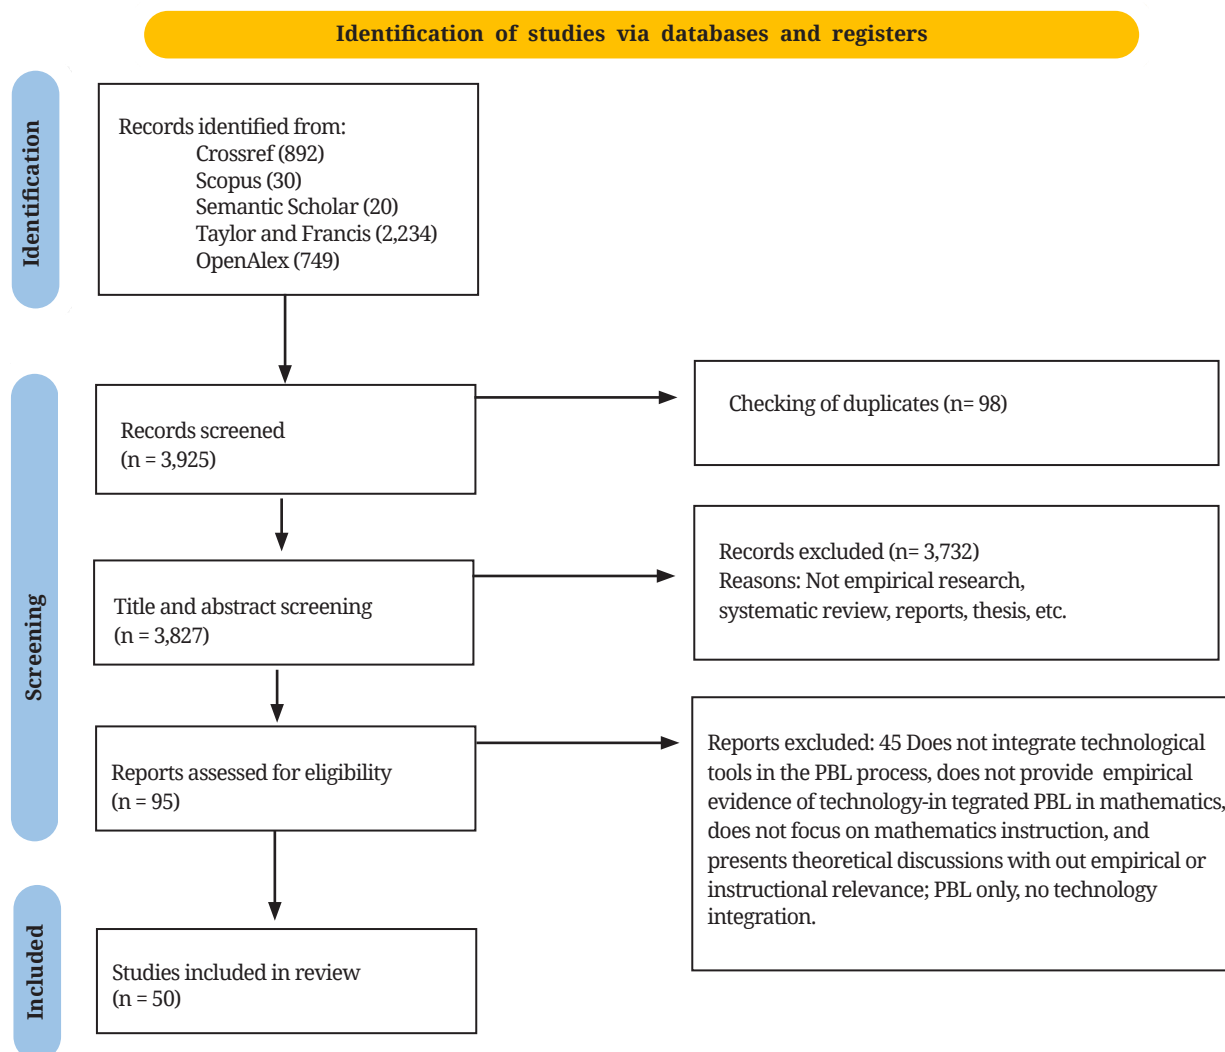 Identification of studies via databases and registers
Identification
Records identified from:
Crossref (892)
Scopus (30)
Semantic Scholar (20)
Taylor and Francis (2,234)
OpenAlex (749)
Screening
Records screened
(n = 3,925)
Checking of duplicates (n= 98)
Title and abstract screening
(n = 3,827)
Records excluded (n= 3,732)
Reasons: Not empirical research,
systematic review, reports, thesis, etc.
Reports assessed for eligibility
(n = 95)
Reports excluded: 45 Does not integrate technological
tools in the PBL process, does not provide empirical
evidence of technology-in tegrated PBL in mathematics,
does not focus on mathematics instruction, and
presents theoretical discussions with out empirical or
instructional relevance; PBL only, no technology
integration.
Included
Studies included in review
(n = 50)